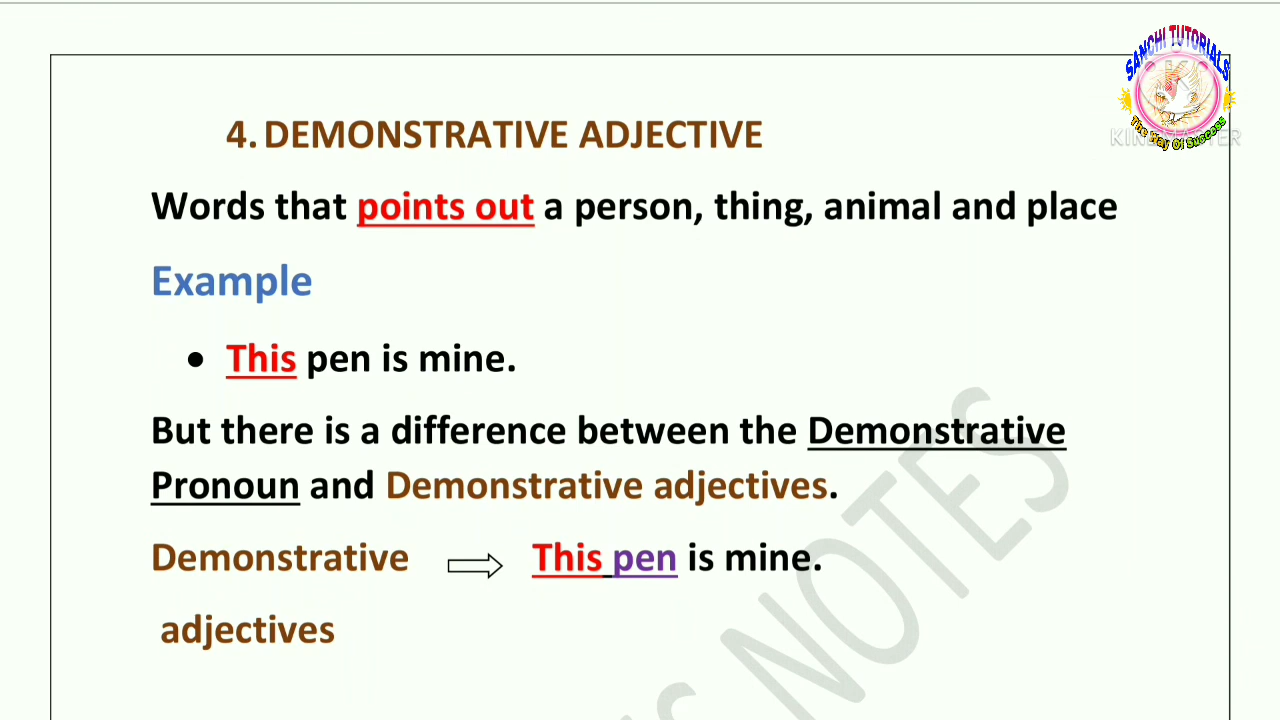 SANCHI TUTORIALS
The Way Of Success
KINEMASTER
4. DEMONSTRATIVE ADJECTIVE
Words that points out a person, thing, animal and place
Example
• This pen is mine.
But there is a difference between the Demonstrative
Pronoun and Demonstrative adjectives.
Demonstrative ⇒ This pen is mine.
adjectives
NOTES